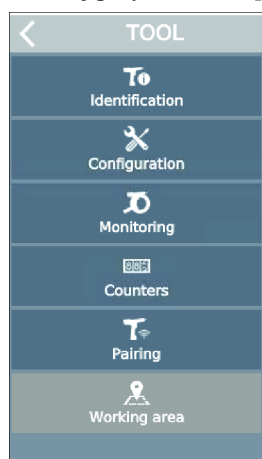 TOOL
Identification
Configuration
Monitoring
Counters
Pairing
Working area